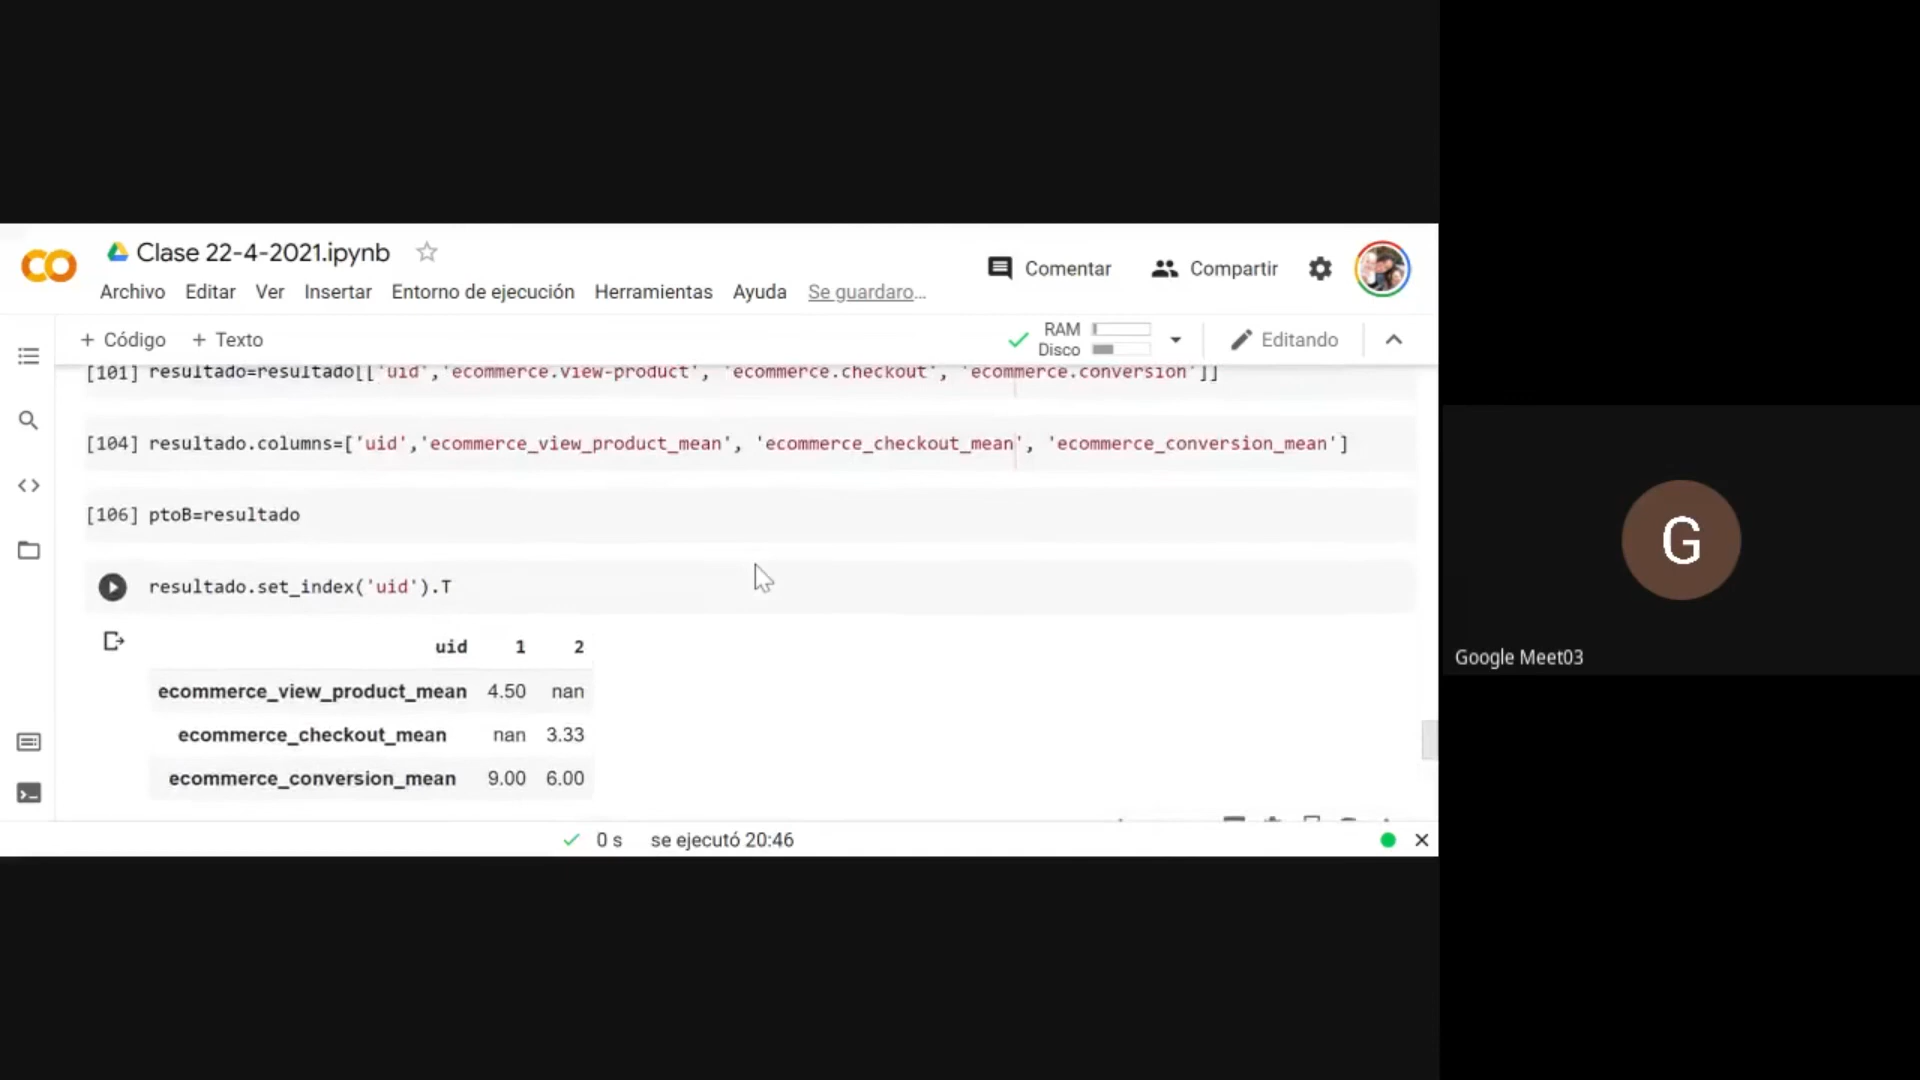 Clase 22-4-2021.ipynb
Comentar
Compartir
Archivo Editar Ver Insertar Entorno de ejecución Herramientas Ayuda Se guardaro...
+ Código + Texto
RAM
Disco
Editando
[101] resultado=resultado[['uid','ecommerce.view-product', 'ecommerce.checkout', 'ecommerce.conversion']]
[104] resultado.columns=['uid','ecommerce_view_product_mean', 'ecommerce_checkout_mean', 'ecommerce_conversion_mean']
[106] ptoB=resultado
resultado.set_index('uid').T
uid 1 2
ecommerce_view_product_mean 4.50 nan
ecommerce_checkout_mean nan 3.33
ecommerce_conversion_mean 9.00 6.00
0 s se ejecutó 20:46
G
Google Meet03